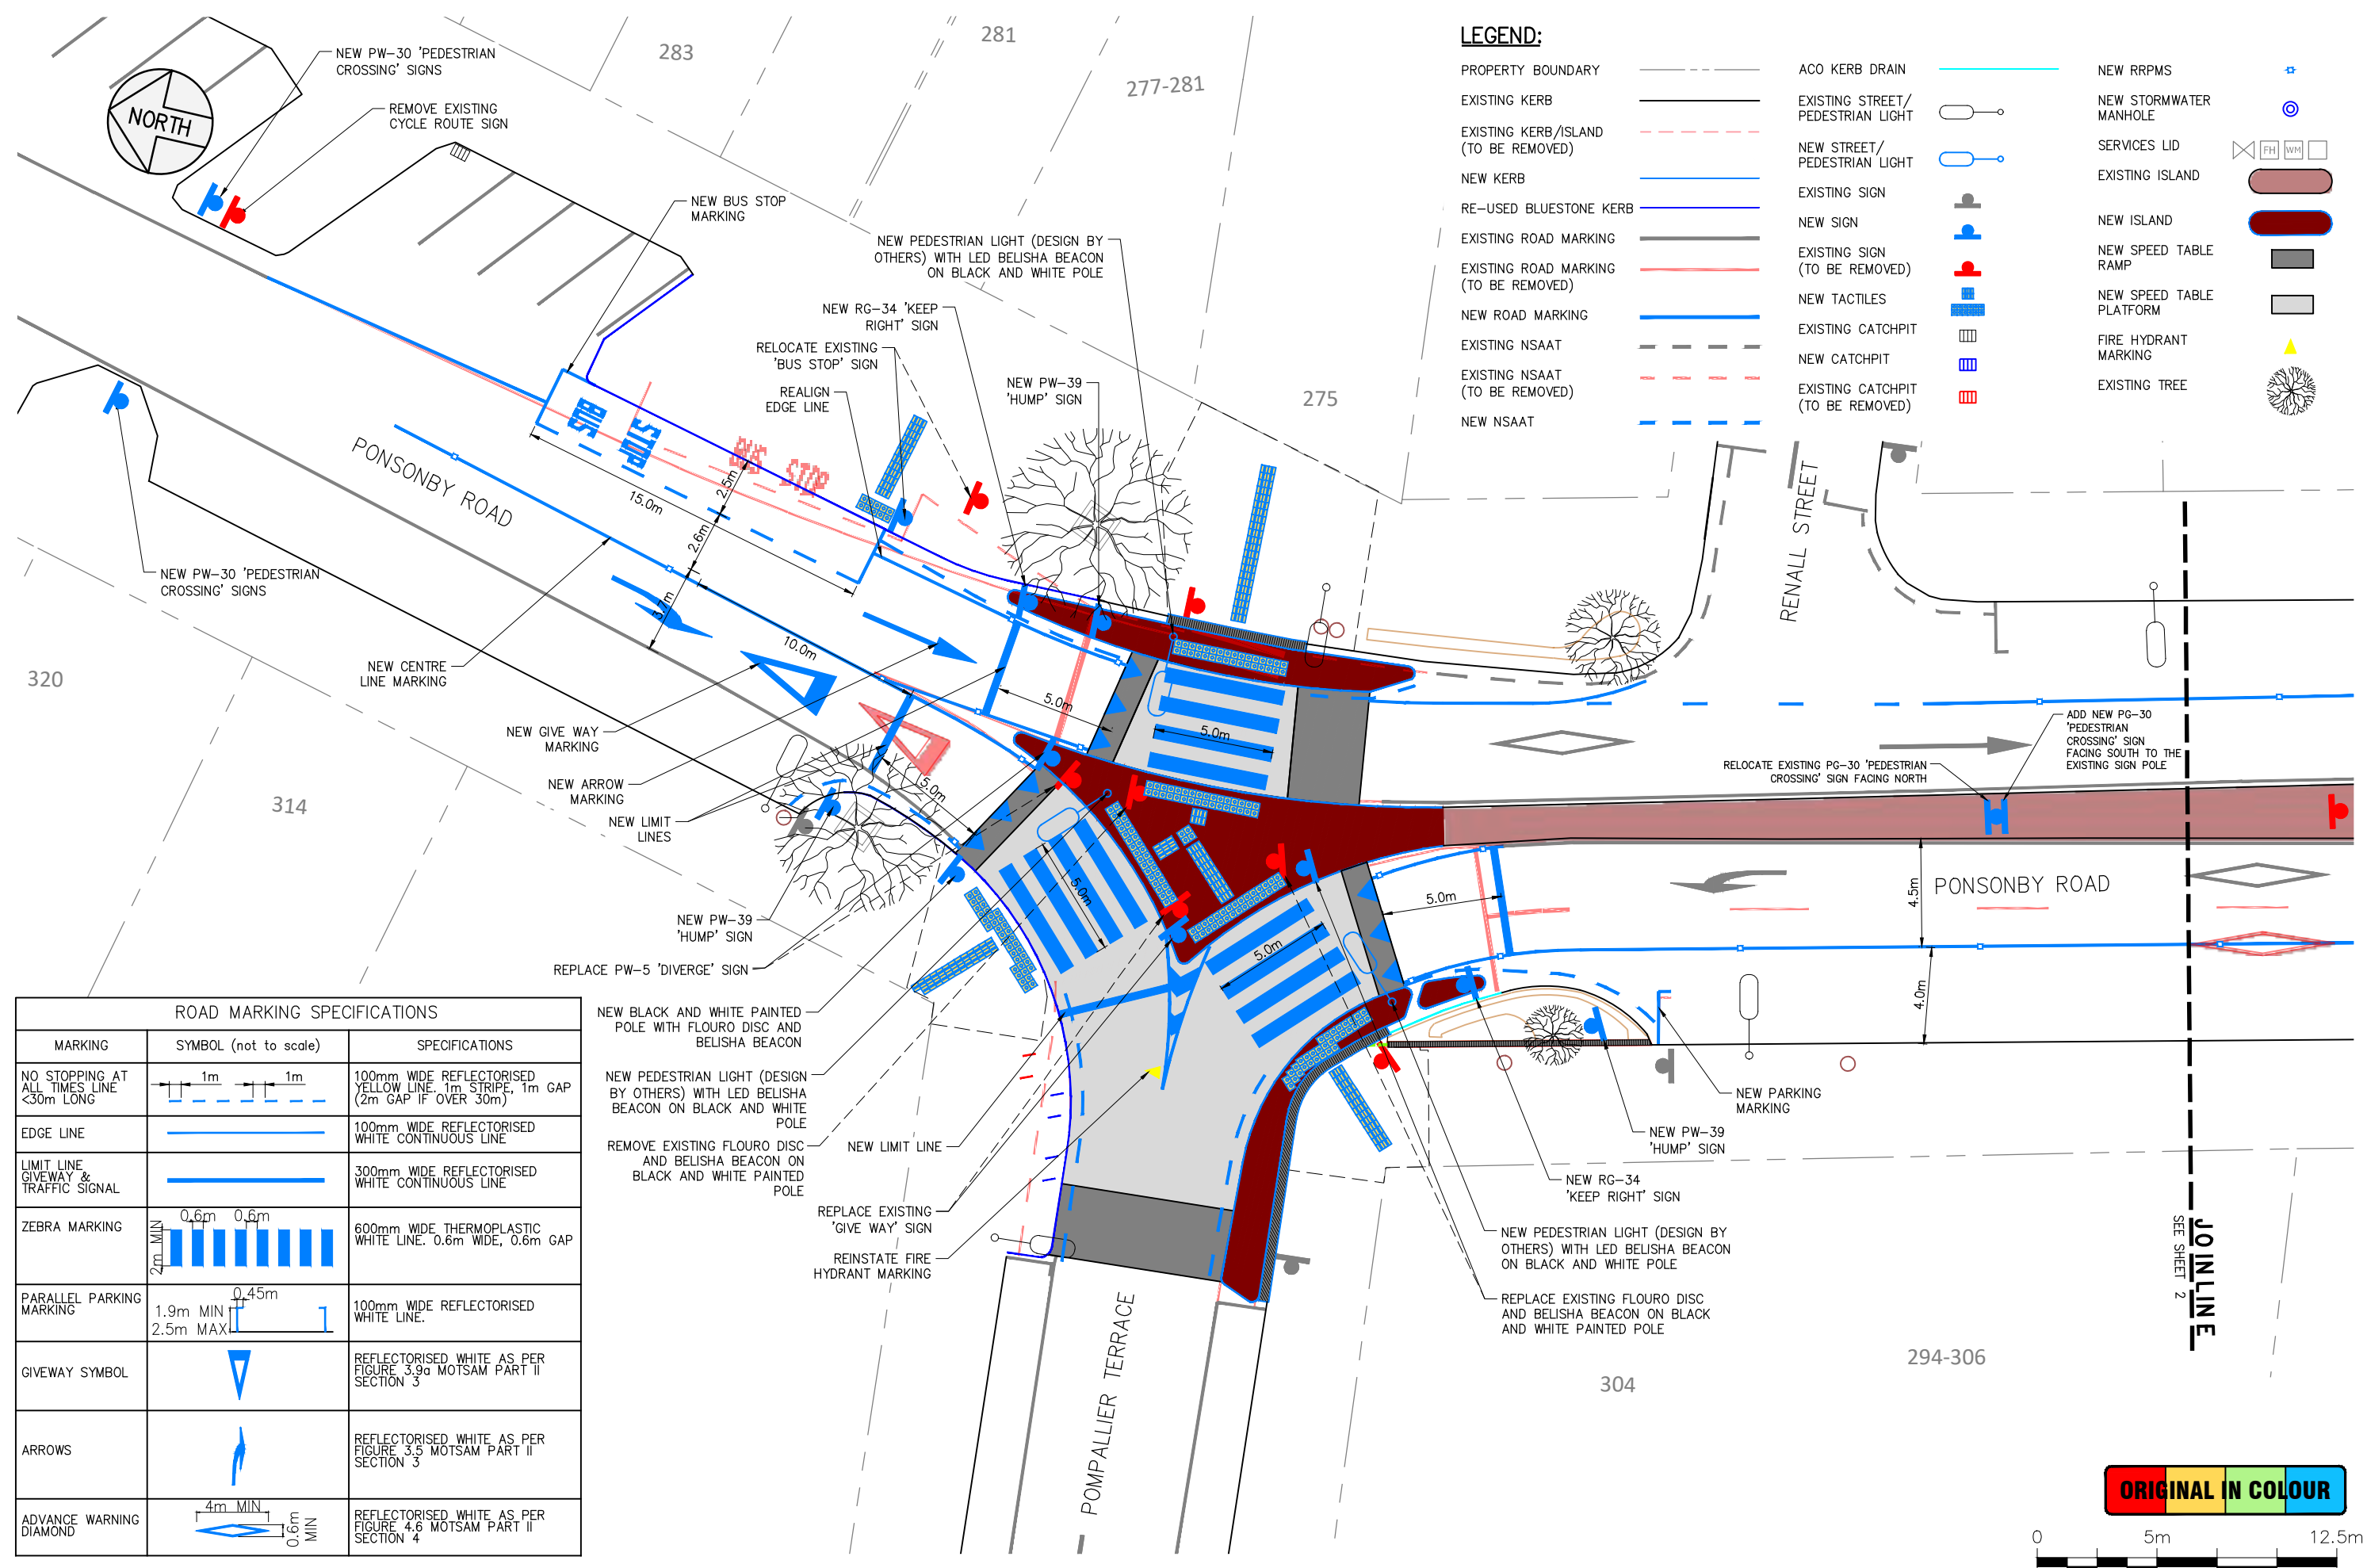 283
281
277-281
275
320
314
304
294-306
NORTH
NEW PW-30 'PEDESTRIAN
CROSSING' SIGNS
REMOVE EXISTING
CYCLE ROUTE SIGN
NEW BUS STOP
MARKING
NEW PEDESTRIAN LIGHT (DESIGN BY
OTHERS) WITH LED BELISHA BEACON
ON BLACK AND WHITE POLE
NEW RG-34 'KEEP
RIGHT' SIGN
RELOCATE EXISTING
'BUS STOP' SIGN
NEW PW-39
'HUMP' SIGN
REALIGN
EDGE LINE
BUS
STOP
BUS
STOP
PONSONBY ROAD
15.0m
2.5m
2.6m
3.7m
10.0m
5.0m
5.0m
5.0m
5.0m
5.0m
5.0m
4.5m
4.0m
NEW PW-30 'PEDESTRIAN
CROSSING' SIGNS
NEW CENTRE
LINE MARKING
NEW GIVE WAY
MARKING
NEW ARROW
MARKING
NEW LIMIT
LINES
NEW PW-39
'HUMP' SIGN
REPLACE PW-5 'DIVERGE' SIGN
NEW BLACK AND WHITE PAINTED
POLE WITH FLOURO DISC AND
BELISHA BEACON
NEW PEDESTRIAN LIGHT (DESIGN
BY OTHERS) WITH LED BELISHA
BEACON ON BLACK AND WHITE
POLE
REMOVE EXISTING FLOURO DISC
AND BELISHA BEACON ON
BLACK AND WHITE PAINTED
POLE
NEW LIMIT LINE
REPLACE EXISTING
'GIVE WAY' SIGN
REINSTATE FIRE
HYDRANT MARKING
POMPALLIER TERRACE
RENALL STREET
PONSONBY ROAD
RELOCATE EXISTING PG-30 'PEDESTRIAN
CROSSING' SIGN FACING NORTH
ADD NEW PG-30
'PEDESTRIAN
CROSSING' SIGN
FACING SOUTH TO THE
EXISTING SIGN POLE
NEW PARKING
MARKING
NEW PW-39
'HUMP' SIGN
NEW RG-34
'KEEP RIGHT' SIGN
NEW PEDESTRIAN LIGHT (DESIGN BY
OTHERS) WITH LED BELISHA BEACON
ON BLACK AND WHITE POLE
REPLACE EXISTING FLOURO DISC
AND BELISHA BEACON ON BLACK
AND WHITE PAINTED POLE
JOINLINE
SEE SHEET 2
LEGEND:
PROPERTY BOUNDARY
EXISTING KERB
EXISTING KERB/ISLAND
(TO BE REMOVED)
NEW KERB
RE-USED BLUESTONE KERB
EXISTING ROAD MARKING
EXISTING ROAD MARKING
(TO BE REMOVED)
NEW ROAD MARKING
EXISTING NSAAT
EXISTING NSAAT
(TO BE REMOVED)
NEW NSAAT
ACO KERB DRAIN
EXISTING STREET/
PEDESTRIAN LIGHT
NEW STREET/
PEDESTRIAN LIGHT
EXISTING SIGN
NEW SIGN
EXISTING SIGN
(TO BE REMOVED)
NEW TACTILES
EXISTING CATCHPIT
NEW CATCHPIT
EXISTING CATCHPIT
(TO BE REMOVED)
NEW RRPMS
NEW STORMWATER
MANHOLE
SERVICES LID
FH
WM
EXISTING ISLAND
NEW ISLAND
NEW SPEED TABLE
RAMP
NEW SPEED TABLE
PLATFORM
FIRE HYDRANT
MARKING
EXISTING TREE
ROAD MARKING SPECIFICATIONS
MARKING
SYMBOL (not to scale)
SPECIFICATIONS
NO STOPPING AT
ALL TIMES LINE
<30m LONG
1m
1m
100mm WIDE REFLECTORISED
YELLOW LINE. 1m STRIPE, 1m GAP
(2m GAP IF OVER 30m)
EDGE LINE
100mm WIDE REFLECTORISED
WHITE CONTINUOUS LINE
LIMIT LINE
GIVEWAY &
TRAFFIC SIGNAL
300mm WIDE REFLECTORISED
WHITE CONTINUOUS LINE
ZEBRA MARKING
0.6m
0.6m
2m MIN
600mm WIDE THERMOPLASTIC
WHITE LINE. 0.6m WIDE, 0.6m GAP
PARALLEL PARKING
MARKING
0.45m
1.9m MIN
2.5m MAX
100mm WIDE REFLECTORISED
WHITE LINE.
GIVEWAY SYMBOL
REFLECTORISED WHITE AS PER
FIGURE 3.9a MOTSAM PART II
SECTION 3
ARROWS
REFLECTORISED WHITE AS PER
FIGURE 3.5 MOTSAM PART II
SECTION 3
ADVANCE WARNING
DIAMOND
4m MIN
0.6m
MIN
REFLECTORISED WHITE AS PER
FIGURE 4.6 MOTSAM PART II
SECTION 4
ORIGINAL IN COLOUR
0
5m
12.5m